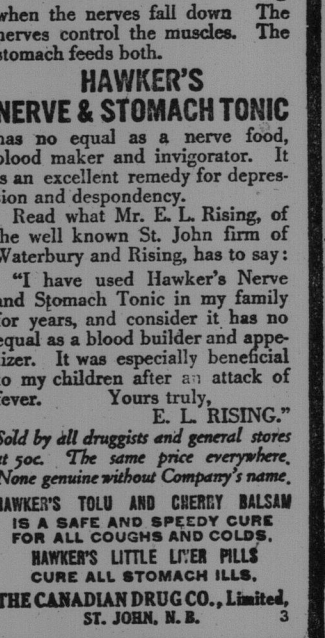 when the nerves fall down The
nerves control the muscles. The
stomach feeds both.
HAWKER'S
NERVE & STOMACH TONIC
has no equal as a nerve food,
blood maker and invigorator. It
is an excellent remedy for depres-
sion and despondency.
Read what Mr. E. L. Rising, of
the well known St. John firm of
Waterbury and Rising, has to say:
"I have used Hawker's Nerve
and Stomach Tonic in my family
for years, and consider it has no
equal as a blood builder and appe-
tizer. It was especially beneficial
to my children after an attack of
fever. Yours truly,
E. L. RISING."
Sold by all druggists and general stores
at 50c. The same price everywhere.
None genuine without Company's name.
HAWKER'S TOLU AND CHERRY BALSAM
IS A SAFE AND SPEEDY CURE
FOR ALL COUGHS AND COLDS.
HAWKER'S LITTLE LIVER PILLS
CURE ALL STOMACH ILLS.
THE CANADIAN DRUG CO., Limited,
ST. JOHN, N. B. 3